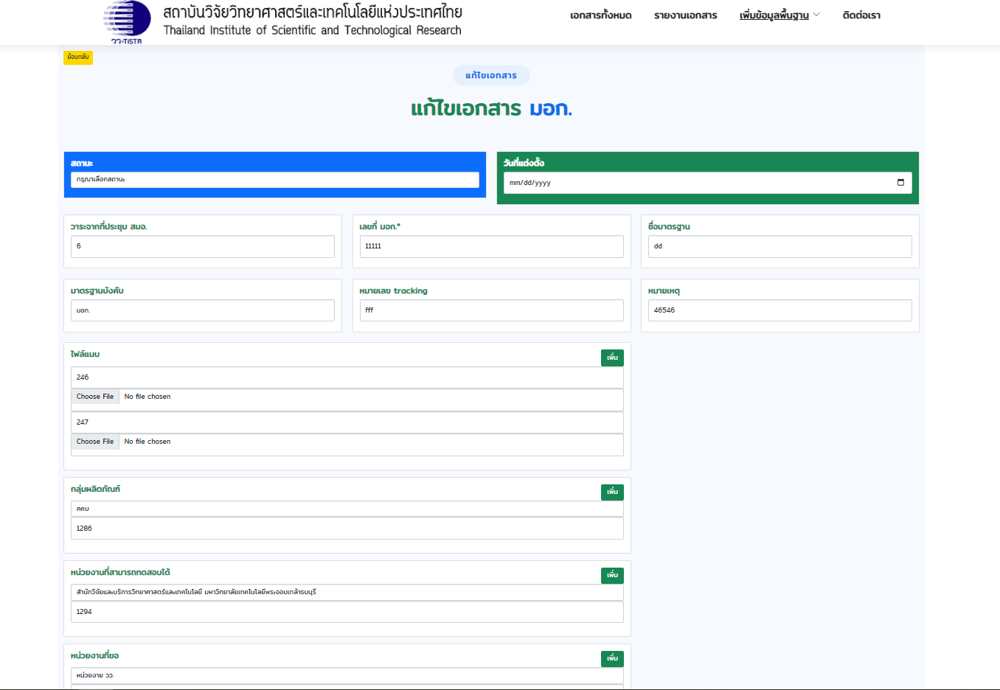 สถาบันวิจัยวิทยาศาสตร์และเทคโนโลยีแห่งประเทศไทย
Thailand Institute of Scientific and Technological Research
วว•TISTR
เอกสารทั้งหมด
รายงานเอกสาร
เพิ่มข้อมูลพื้นฐาน
ติดต่อเรา
ย้อนกลับ
แก้ไขเอกสาร
แก้ไขเอกสาร มอก.
สถานะ
กรุณาเลือกสถานะ
วันที่แต่งตั้ง
mm/dd/yyyy
วาระจากที่ประชุม สมอ.
6
เลขที่ มอก.*
11111
ชื่อมาตรฐาน
dd
มาตรฐานบังคับ
มอก.
หมายเลข tracking
fff
หมายเหตุ
46546
ไฟล์แนบ
เพิ่ม
246
Choose File No file chosen
247
Choose File No file chosen
กลุ่มผลิตภัณฑ์
เพิ่ม
ศคบ
1286
หน่วยงานที่สามารถทดสอบได้
เพิ่ม
สำนักวิจัยและบริการวิทยาศาสตร์และเทคโนโลยี มหาวิทยาลัยเทคโนโลยีพระจอมเกล้าธนบุรี
1294
หน่วยงานที่ขอ
เพิ่ม
หน่วยงาย วว.